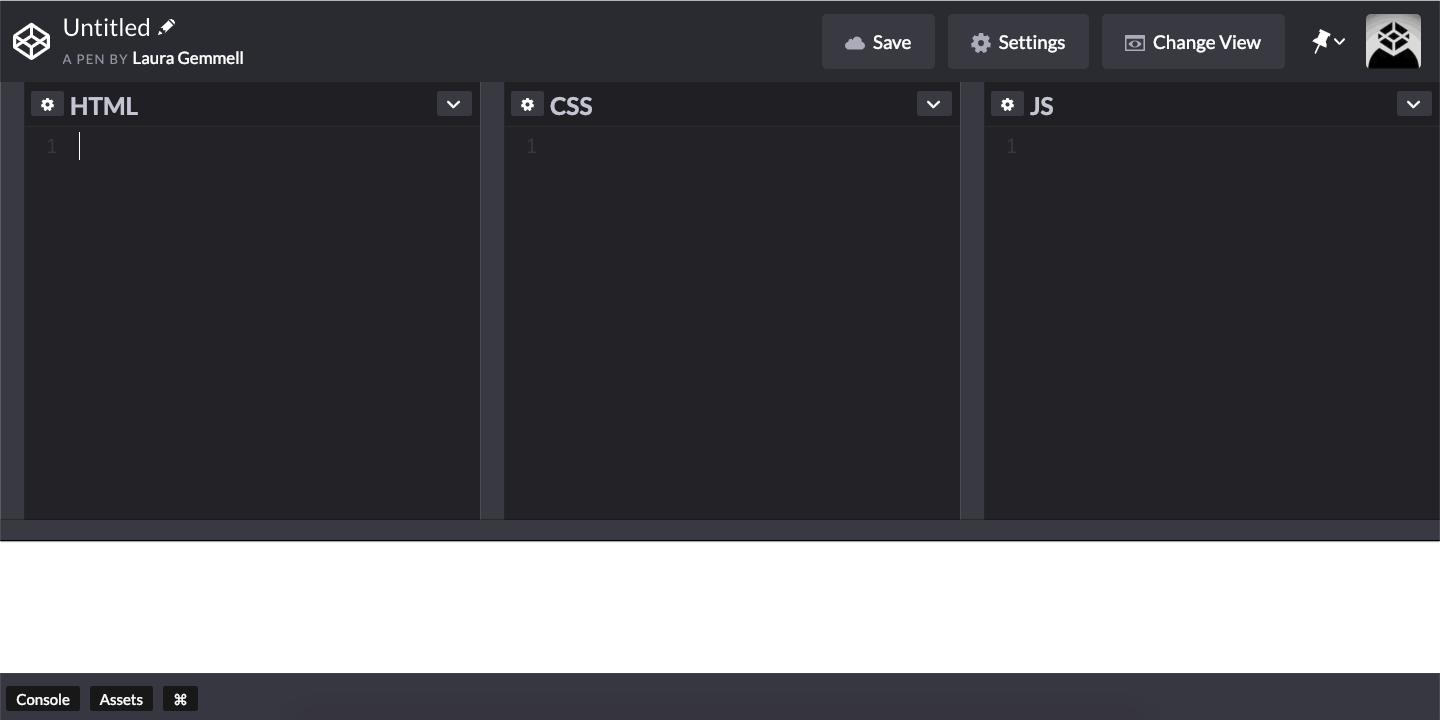 Untitled
A PEN BY Laura Gemmell
Save
Settings
Change View
HTML
CSS
JS
1
1
1
Console
Assets
⌘